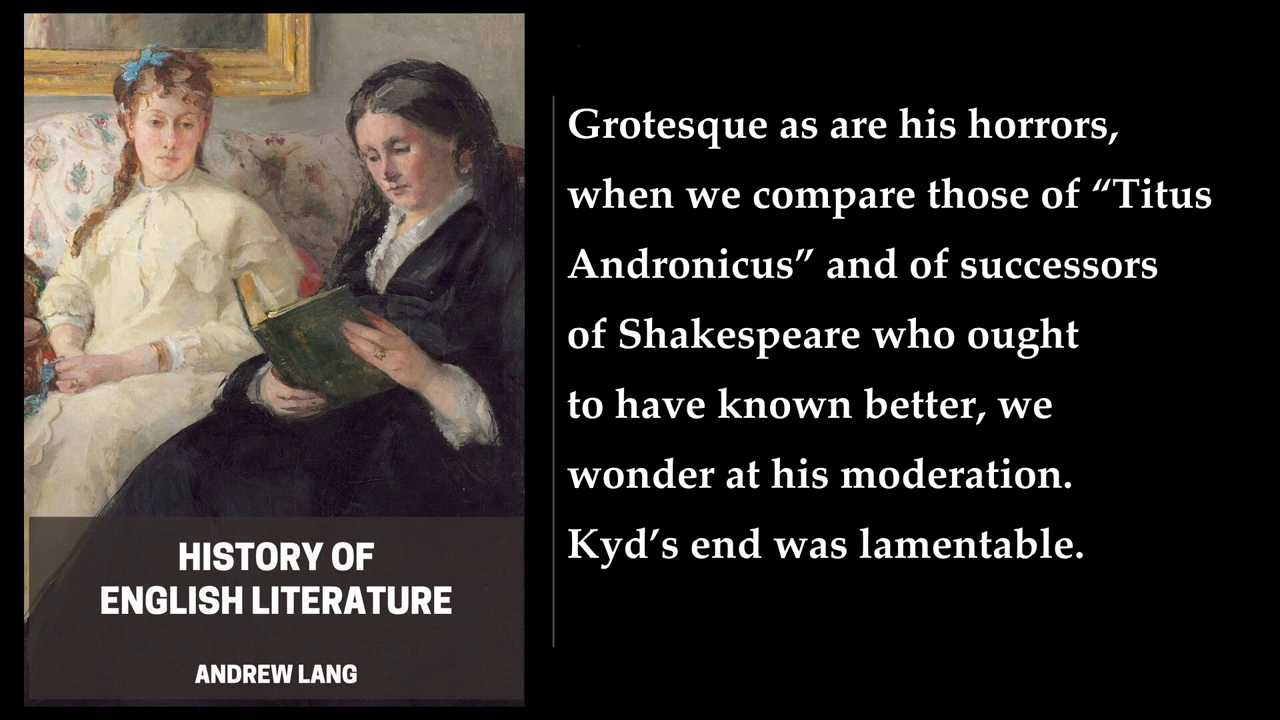 HISTORY OF
ENGLISH LITERATURE
ANDREW LANG
Grotesque as are his horrors,
when we compare those of “Titus
Andronicus” and of successors
of Shakespeare who ought
to have known better, we
wonder at his moderation.
Kyd’s end was lamentable.